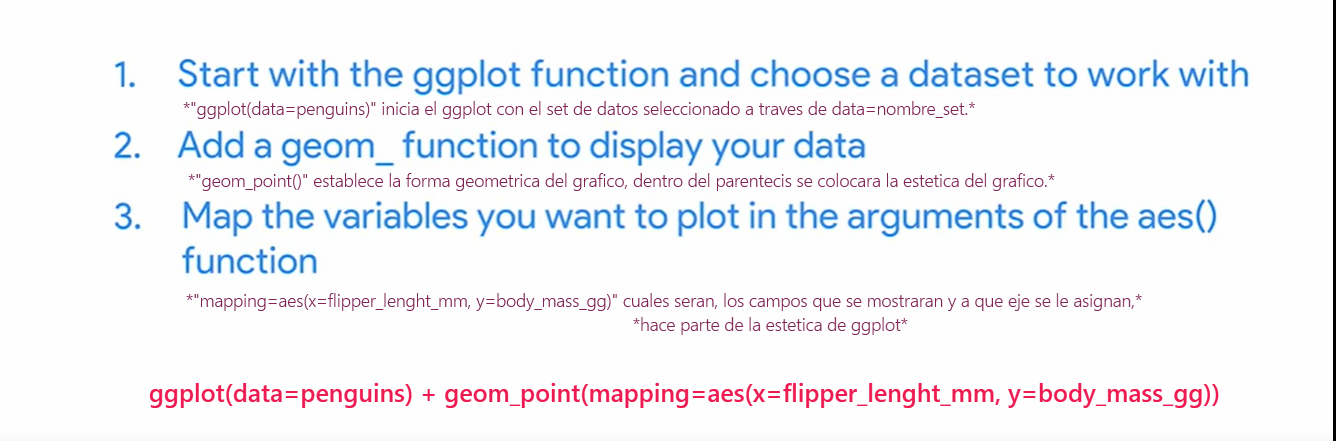 1. Start with the ggplot function and choose a dataset to work with
*"ggplot(data=penguins)" inicia el ggplot con el set de datos seleccionado a traves de data=nombre_set.*
2. Add a geom_ function to display your data
*"geom_point()" establece la forma geometrica del grafico, dentro del parentecis se colocara la estetica del grafico.*
3. Map the variables you want to plot in the arguments of the aes()
function
*"mapping=aes(x=flipper_lenght_mm, y=body_mass_gg)" cuales seran, los campos que se mostraran y a que eje se le asignan,*
*hace parte de la estetica de ggplot*
ggplot(data=penguins) + geom_point(mapping=aes(x=flipper_lenght_mm, y=body_mass_gg))